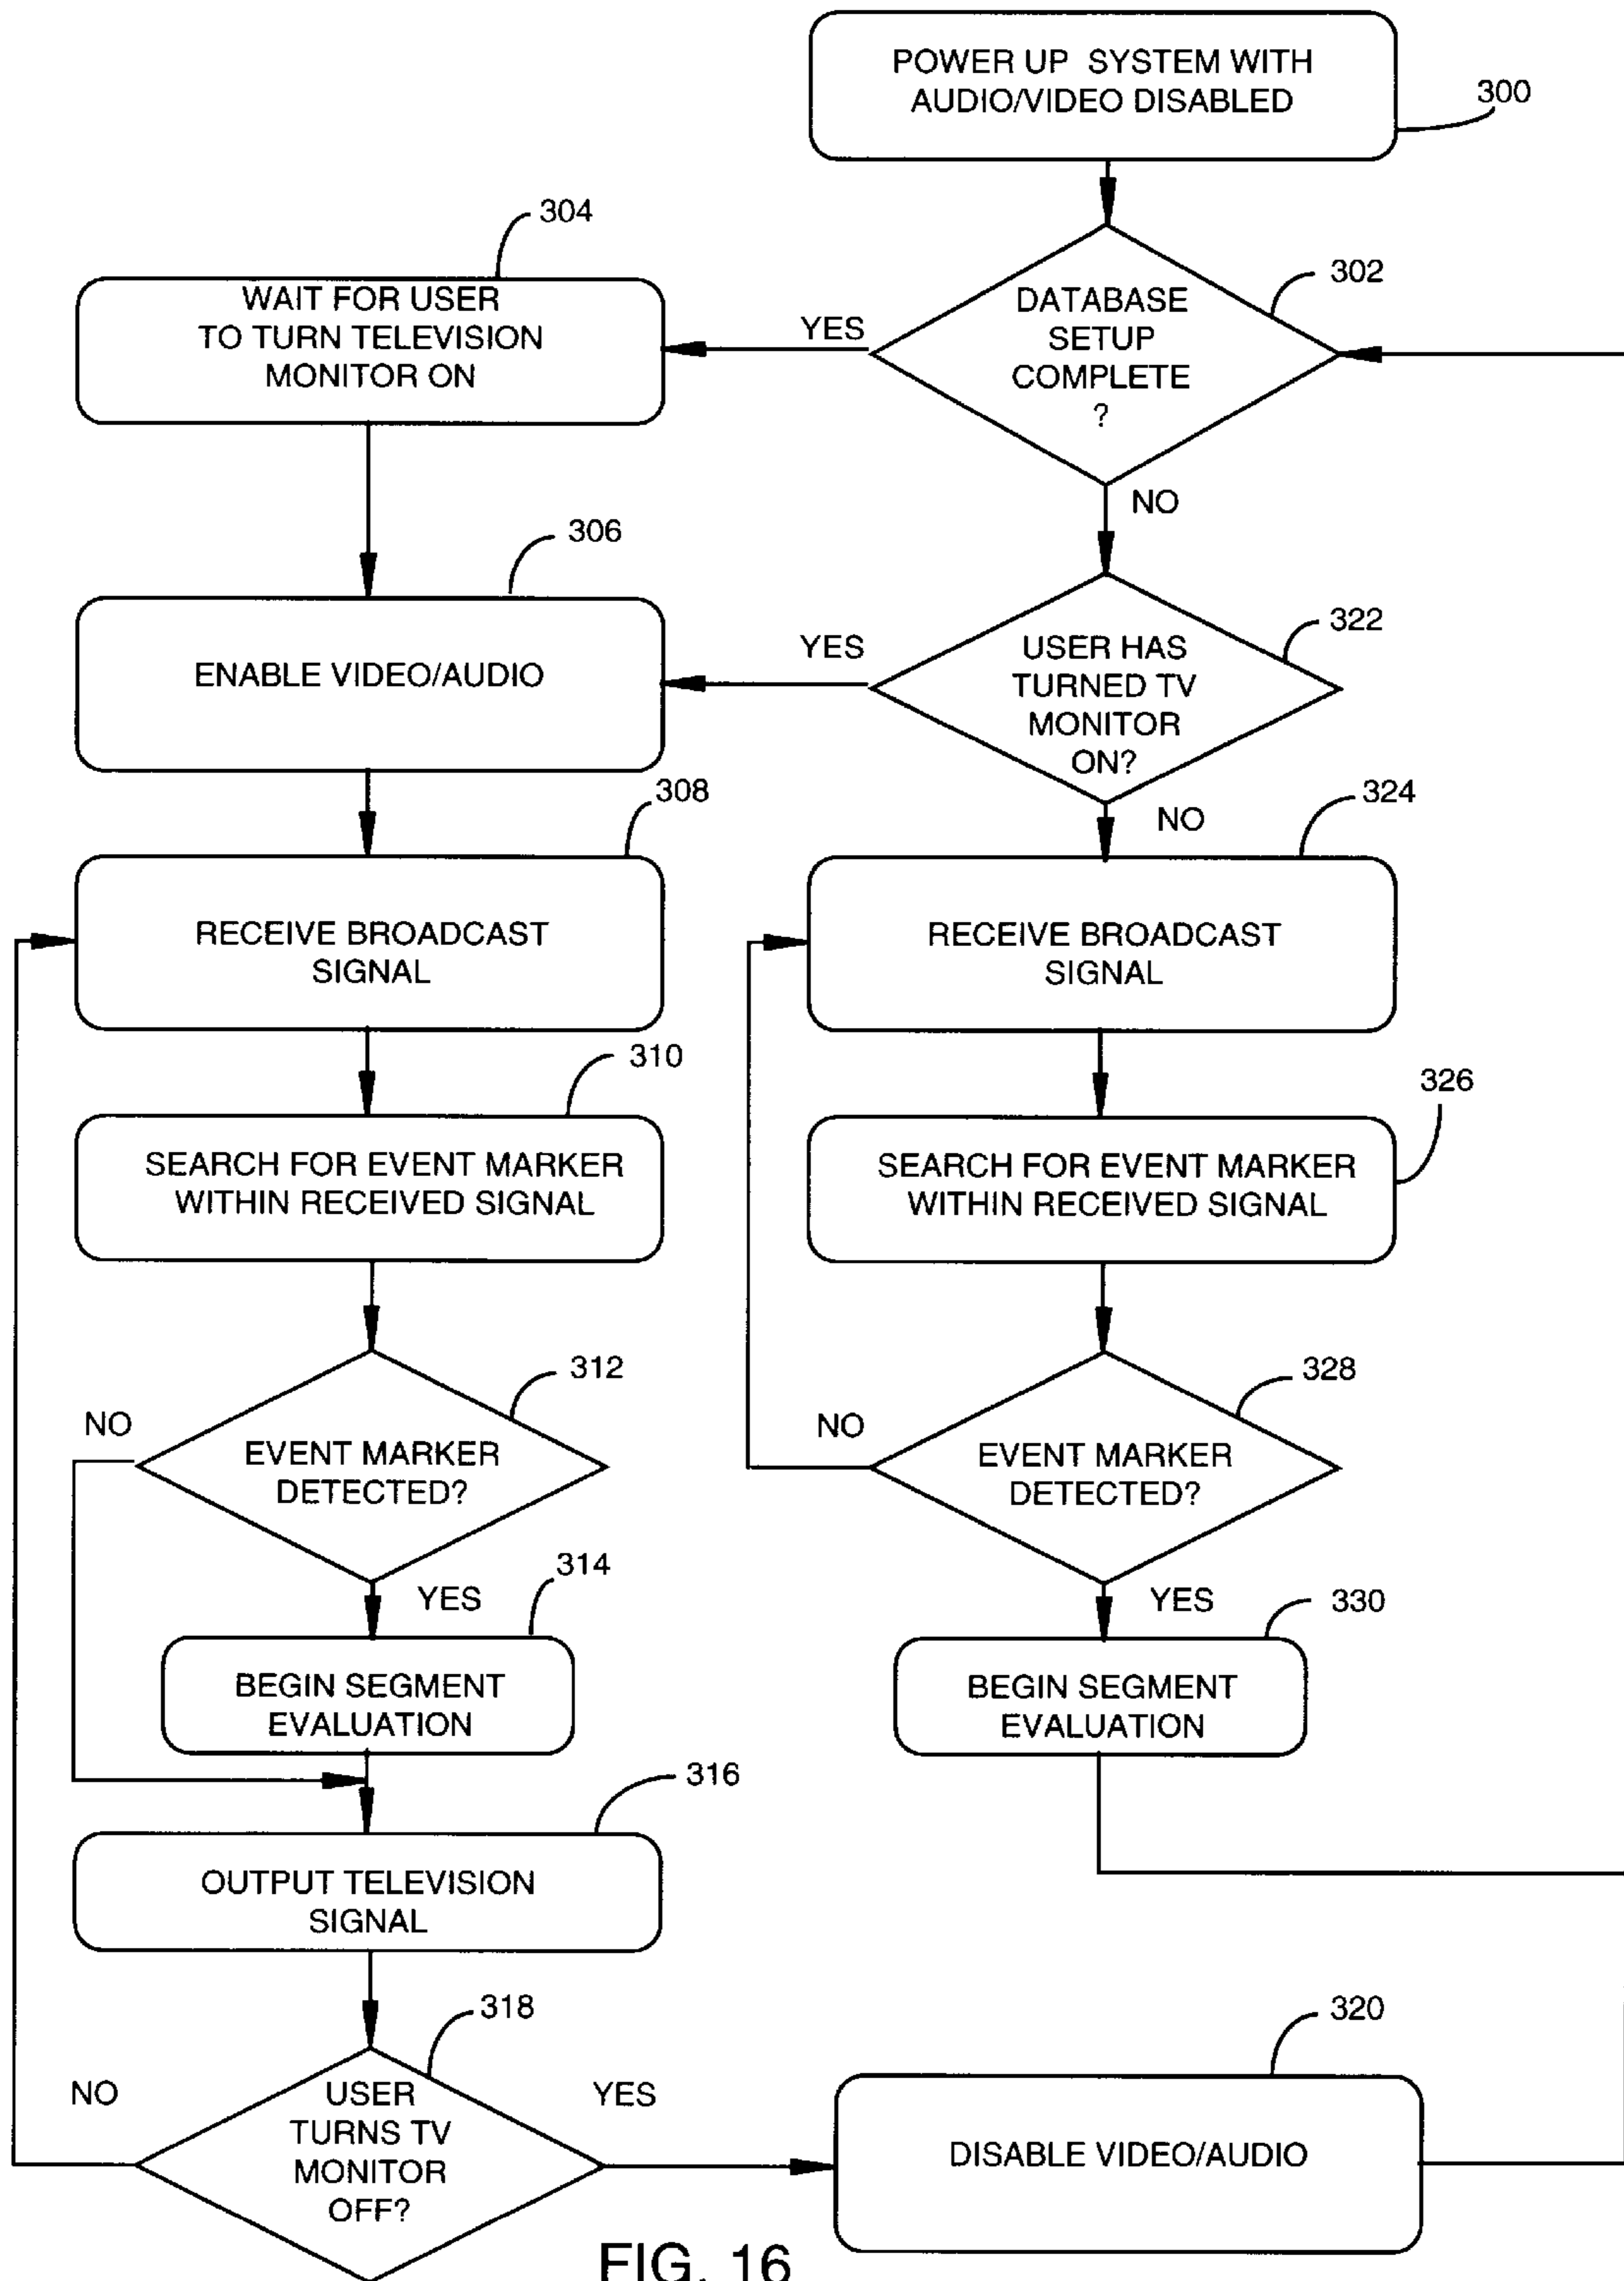 POWER UP SYSTEM WITH
AUDIO/VIDEO DISABLED
300
304
WAIT FOR USER
TO TURN TELEVISION
MONITOR ON
YES
DATABASE
SETUP
COMPLETE
?
302
NO
306
ENABLE VIDEO/AUDIO
YES
USER HAS
TURNED TV
MONITOR
ON?
322
NO
308
RECEIVE BROADCAST
SIGNAL
324
RECEIVE BROADCAST
SIGNAL
310
SEARCH FOR EVENT MARKER
WITHIN RECEIVED SIGNAL
326
SEARCH FOR EVENT MARKER
WITHIN RECEIVED SIGNAL
312
NO
EVENT MARKER
DETECTED?
YES
328
NO
EVENT MARKER
DETECTED?
YES
314
BEGIN SEGMENT
EVALUATION
330
BEGIN SEGMENT
EVALUATION
316
OUTPUT TELEVISION
SIGNAL
318
NO
USER
TURNS TV
MONITOR
OFF?
YES
320
DISABLE VIDEO/AUDIO
FIG. 16